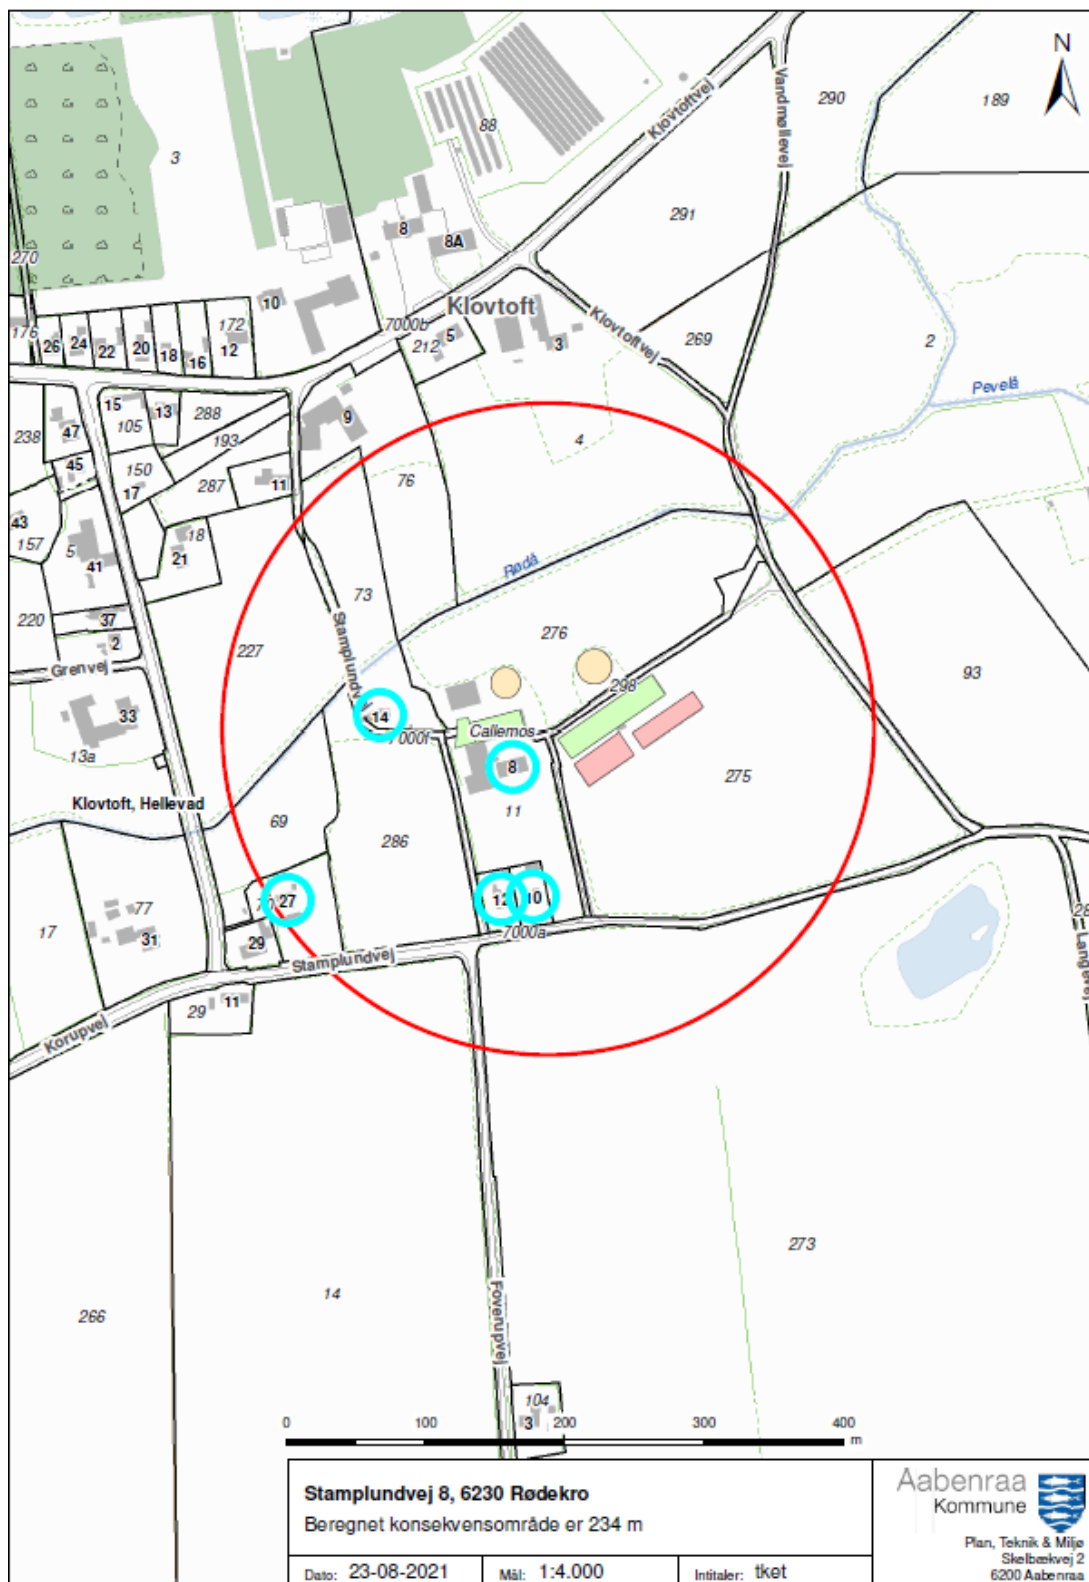 N
290
189
88
Klovtoftvej
Vandmøllevej
3
291
8
8A
270
10
Klovtoft
7000b
176
26
24
22
20
18
16
172
12
212
5
3
Klovtoftvej
269
2
Pevelå
15
13
288
105
193
9
238
47
45
150
17
287
11
76
4
43
157
5
41
18
21
Rødå
73
220
37
2
Grenvej
227
Stamplundvej
276
298
93
33
13a
14
7000f
Callemos
8
275
Klovtoft, Hellevad
69
286
11
17
77
31
70
27
29
12
10
7000a
Stamplundvej
28
Langevej
29
11
Korupvej
273
14
266
Foverupvej
104
3
0 100 200 300 400
m
Stamplundvej 8, 6230 Rødekro
Beregnet konsekvensområde er 234 m
Dato: 23-08-2021 Mål: 1:4.000 Intitaler: tket
Aabenraa
Kommune
Plan, Teknik & Miljø
Skelbækvej 2
6200 Aabenraa